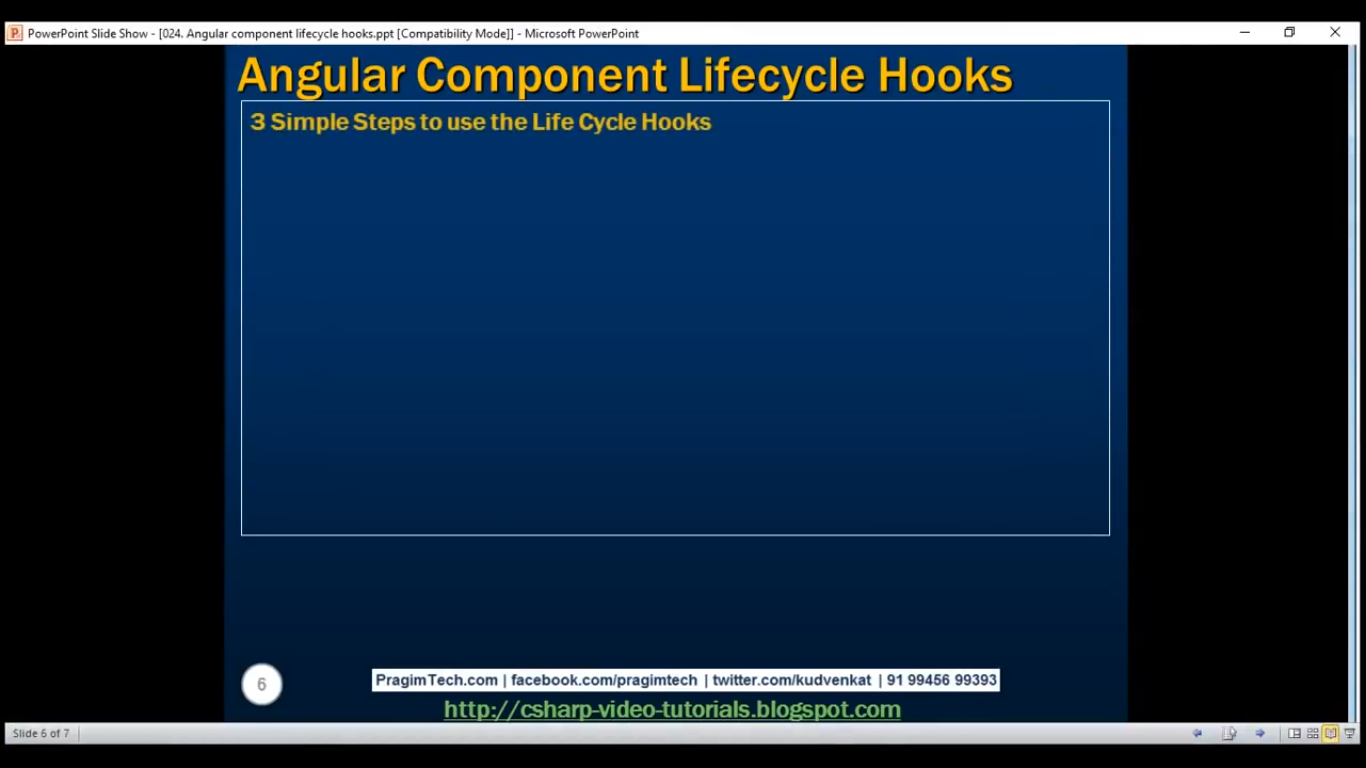 PowerPoint Slide Show - [024. Angular component lifecycle hooks.ppt [Compatibility Mode]] - Microsoft PowerPoint
Angular Component Lifecycle Hooks
3 Simple Steps to use the Life Cycle Hooks
6
PragimTech.com | facebook.com/pragimtech | twitter.com/kudvenkat | 91 99456 99393
http://csharp-video-tutorials.blogspot.com
Slide 6 of 7